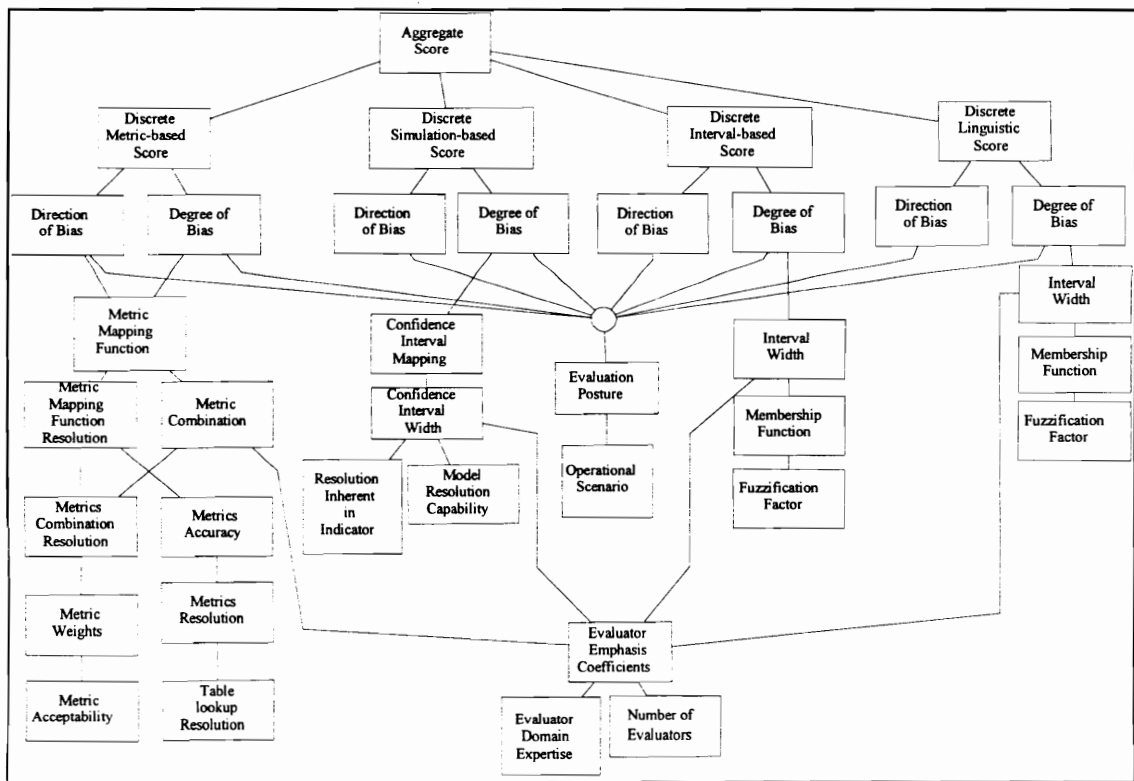 Aggregate
Score
Discrete
Metric-based
Score
Discrete
Simulation-based
Score
Discrete
Interval-based
Score
Discrete
Linguistic
Score
Direction
of Bias
Degree of
Bias
Direction
of Bias
Degree of
Bias
Direction
of Bias
Degree of
Bias
Direction
of Bias
Degree of
Bias
Metric
Mapping
Function
Confidence
Interval
Mapping
Interval
Width
Interval
Width
Metric
Mapping
Function
Resolution
Metric
Combination
Confidence
Interval
Width
Evaluation
Posture
Membership
Function
Membership
Function
Fuzzification
Factor
Resolution
Inherent
in
Indicator
Model
Resolution
Capability
Operational
Scenario
Fuzzification
Factor
Metrics
Combination
Resolution
Metrics
Accuracy
Metric
Weights
Metrics
Resolution
Evaluator
Emphasis
Coefficients
Metric
Acceptability
Table
lookup
Resolution
Evaluator
Domain
Expertise
Number of
Evaluators